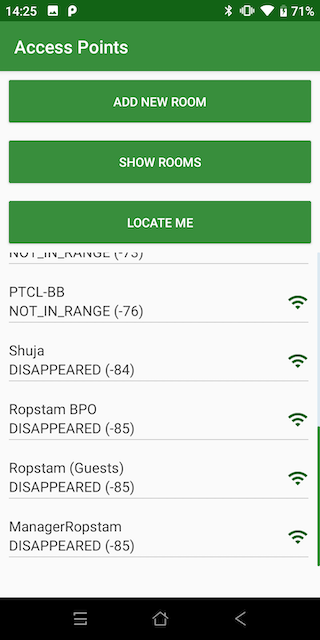 14:25
71%
Access Points
ADD NEW ROOM
SHOW ROOMS
LOCATE ME
NOT_IN_RANGE (-73)
PTCL-BB
NOT_IN_RANGE (-76)
Shuja
DISAPPEARED (-84)
Ropstam BPO
DISAPPEARED (-85)
Ropstam (Guests)
DISAPPEARED (-85)
ManagerRopstam
DISAPPEARED (-85)